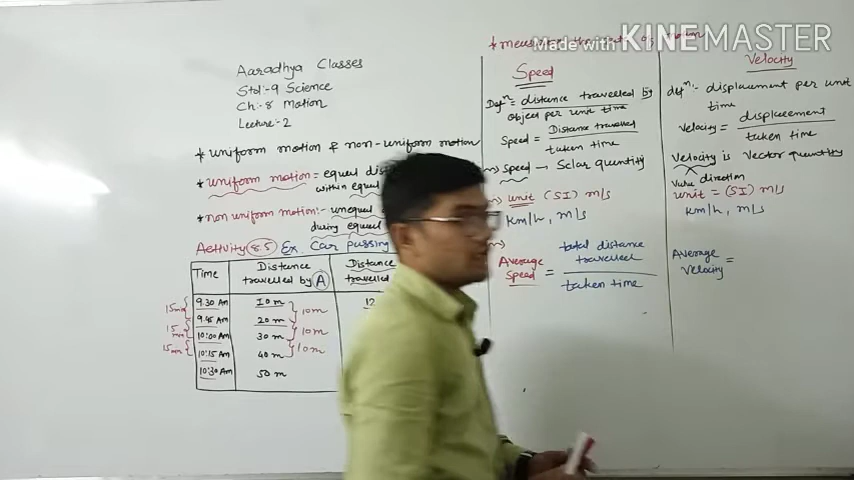 Made with KINEMASTER
Aaradhya Classes
Std:-9 Science
Ch:-8 Motion
Lecture-2
* uniform motion & non-uniform motion
* uniform motion = equal
within equal
* non uniform motion:- unequal
during equal
Activity 8.5 Ex. Car passing
Time
Distance travelled by A
Distance travelled
9.30 Am 10 m 12
9.45 Am 20 m
10:00 Am 30 m
10:15 Am 40 m
10:30 Am 50 m
15min
15 min
15min
10m
10m
10m
* the of
Speed
Defⁿ = distance travelled by
object per unit time
Speed = Distance travelled / taken time
Speed → Sclar quantity
unit (SI) m/s
km/h, m/s
Average Speed = total distance travelled / taken time
Velocity
defⁿ:- displacement per unit
time
Velocity = displacement / taken time
Velocity is Vector quantity
Value direction
unit = (SI) m/s
km/h, m/s
Average Velocity =